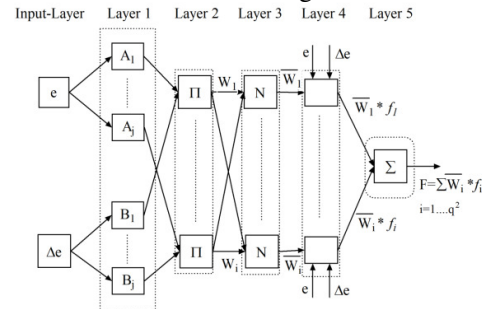 Input-Layer Layer 1 Layer 2 Layer 3 Layer 4 Layer 5
e Δe
A₁
e
Π W₁ N W̅₁
W̅₁ * f₁
Aⱼ
Σ
F=∑W̅ᵢ*fᵢ
i=1....q²
B₁
W̅ᵢ * fᵢ
Δe
Π Wᵢ N W̅ᵢ
Bⱼ
e Δe